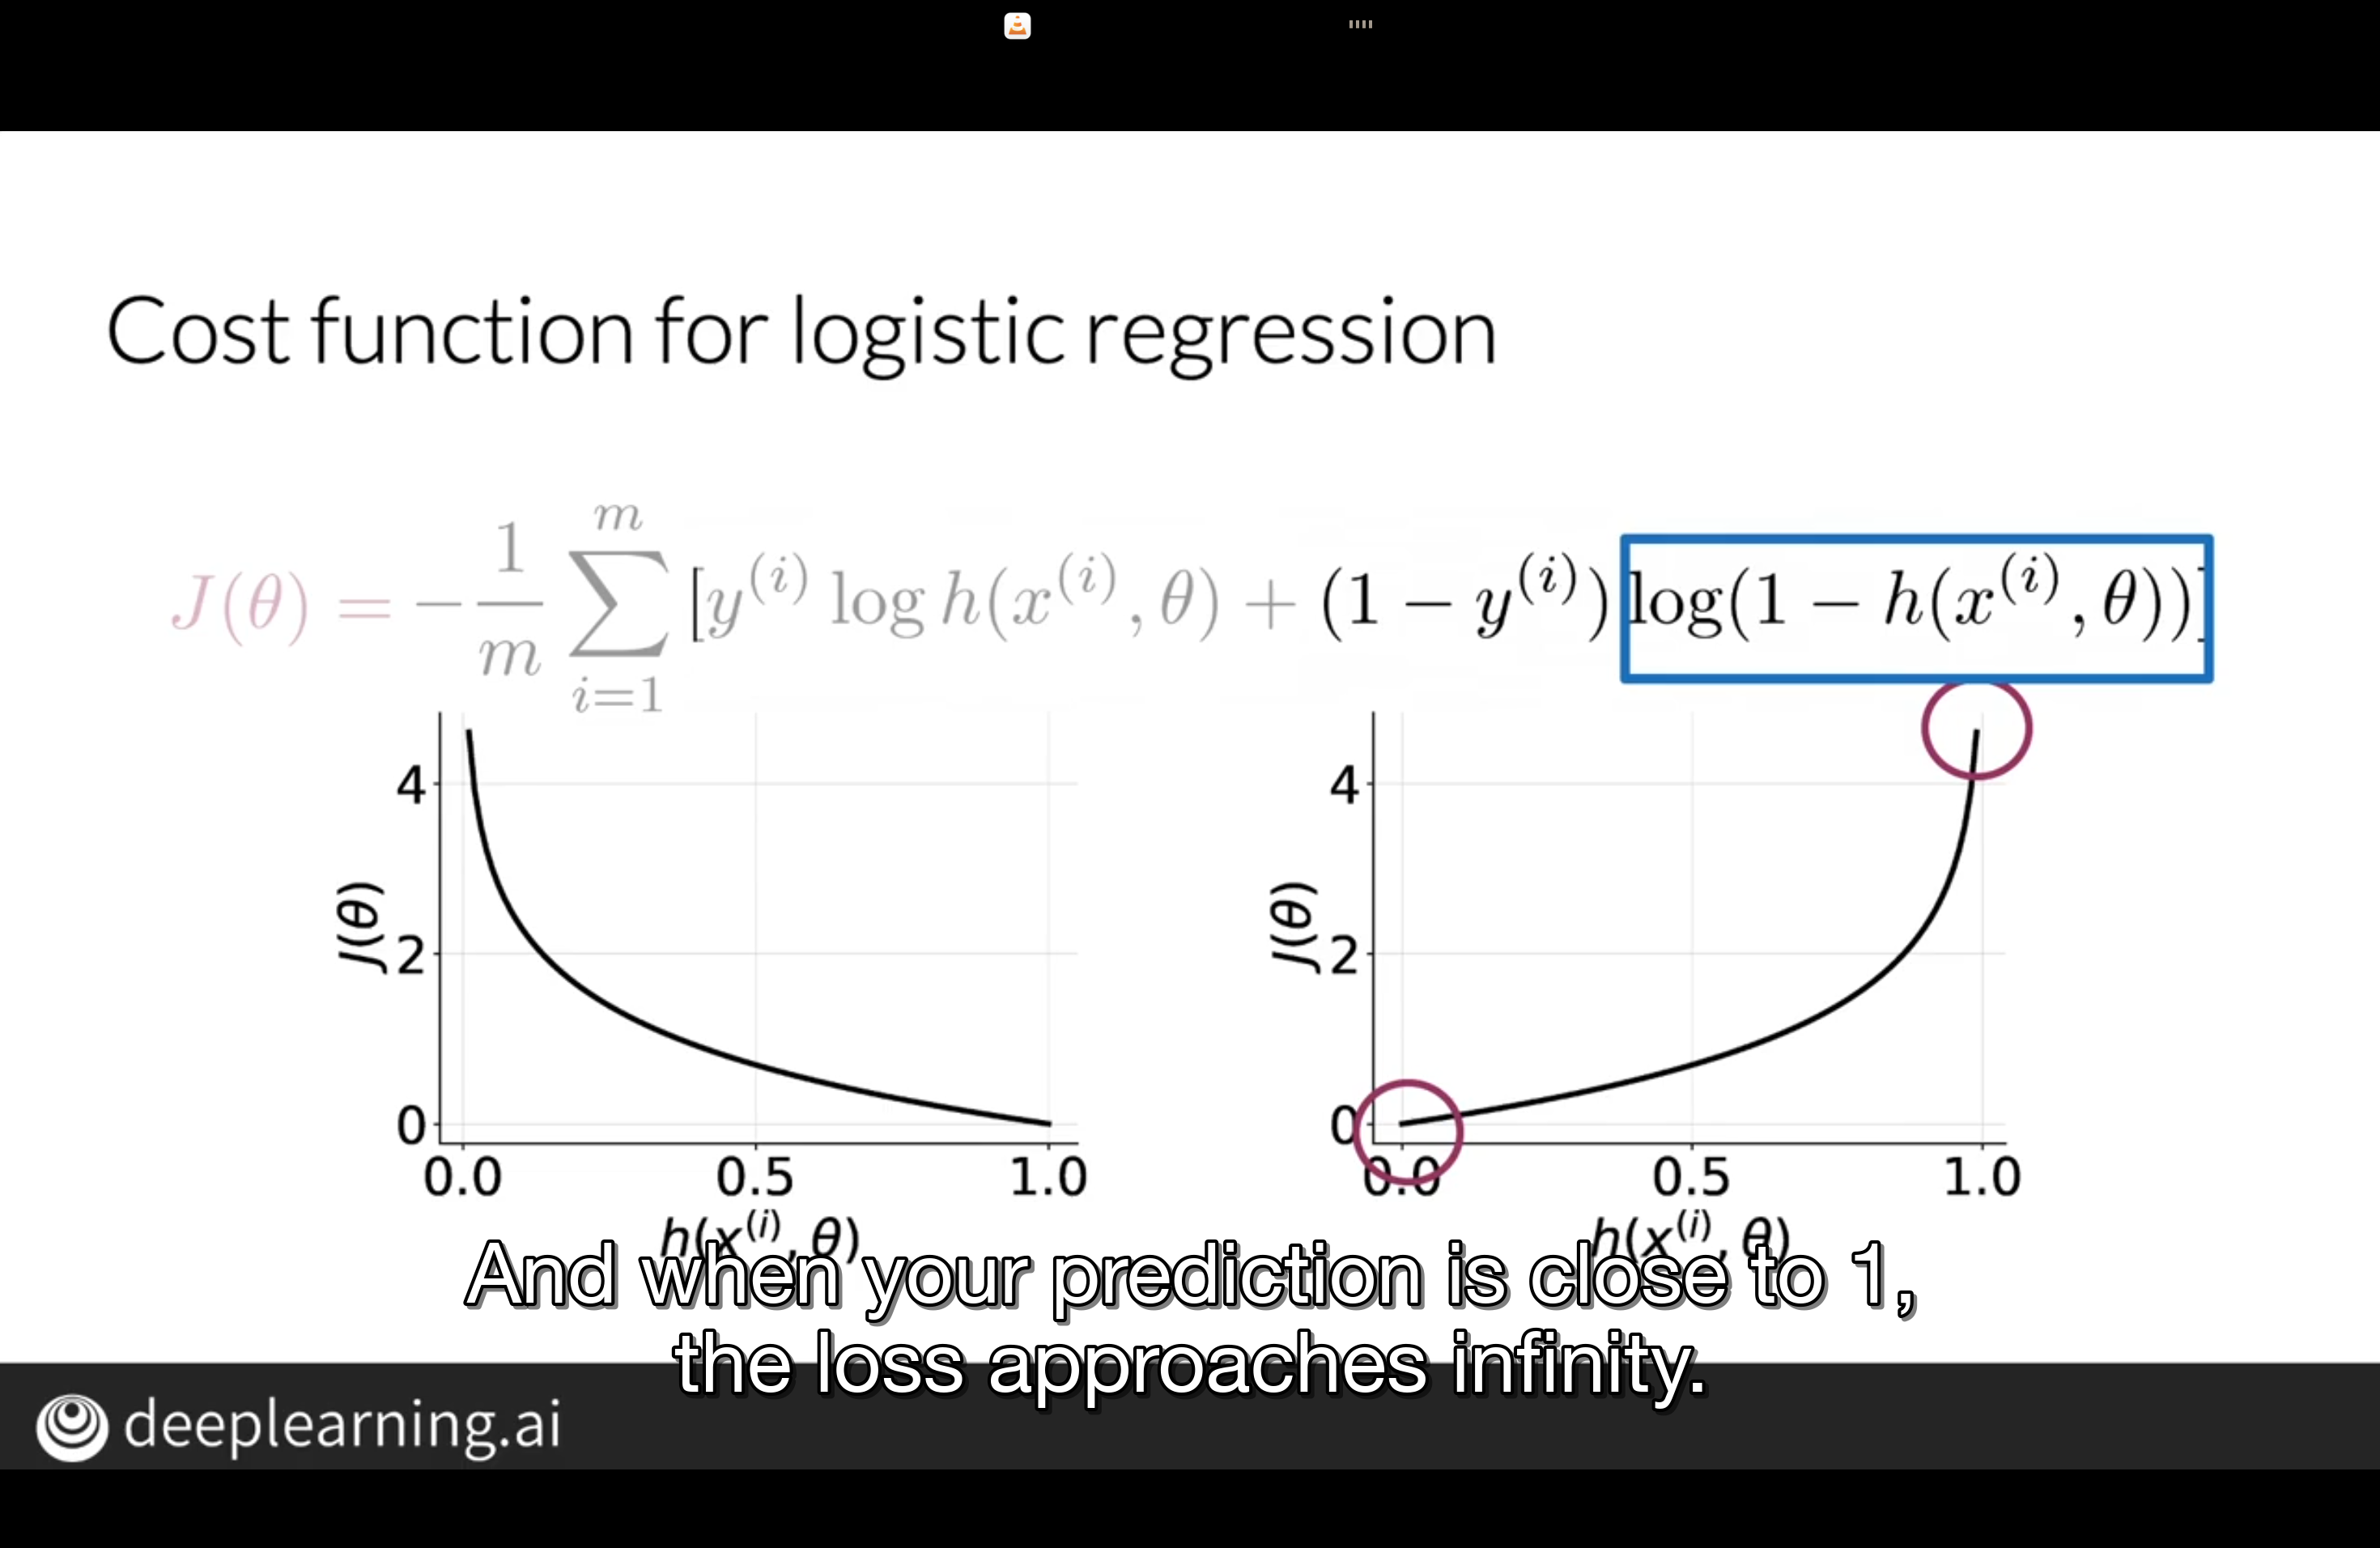 Cost function for logistic regression
J(θ) = −\frac{1}{m} \sum_{i=1}^{m} [y^{(i)} log h(x^{(i)}, θ) + (1 − y^{(i)}) log(1 − h(x^{(i)}, θ))]
4
2
0
J(θ)
0.0 0.5 1.0
h(x^{(i)}, θ)
4
2
0
J(θ)
0.0 0.5 1.0
h(x^{(i)}, θ)
And when your prediction is close to 1,
the loss approaches infinity.
deeplearning.ai